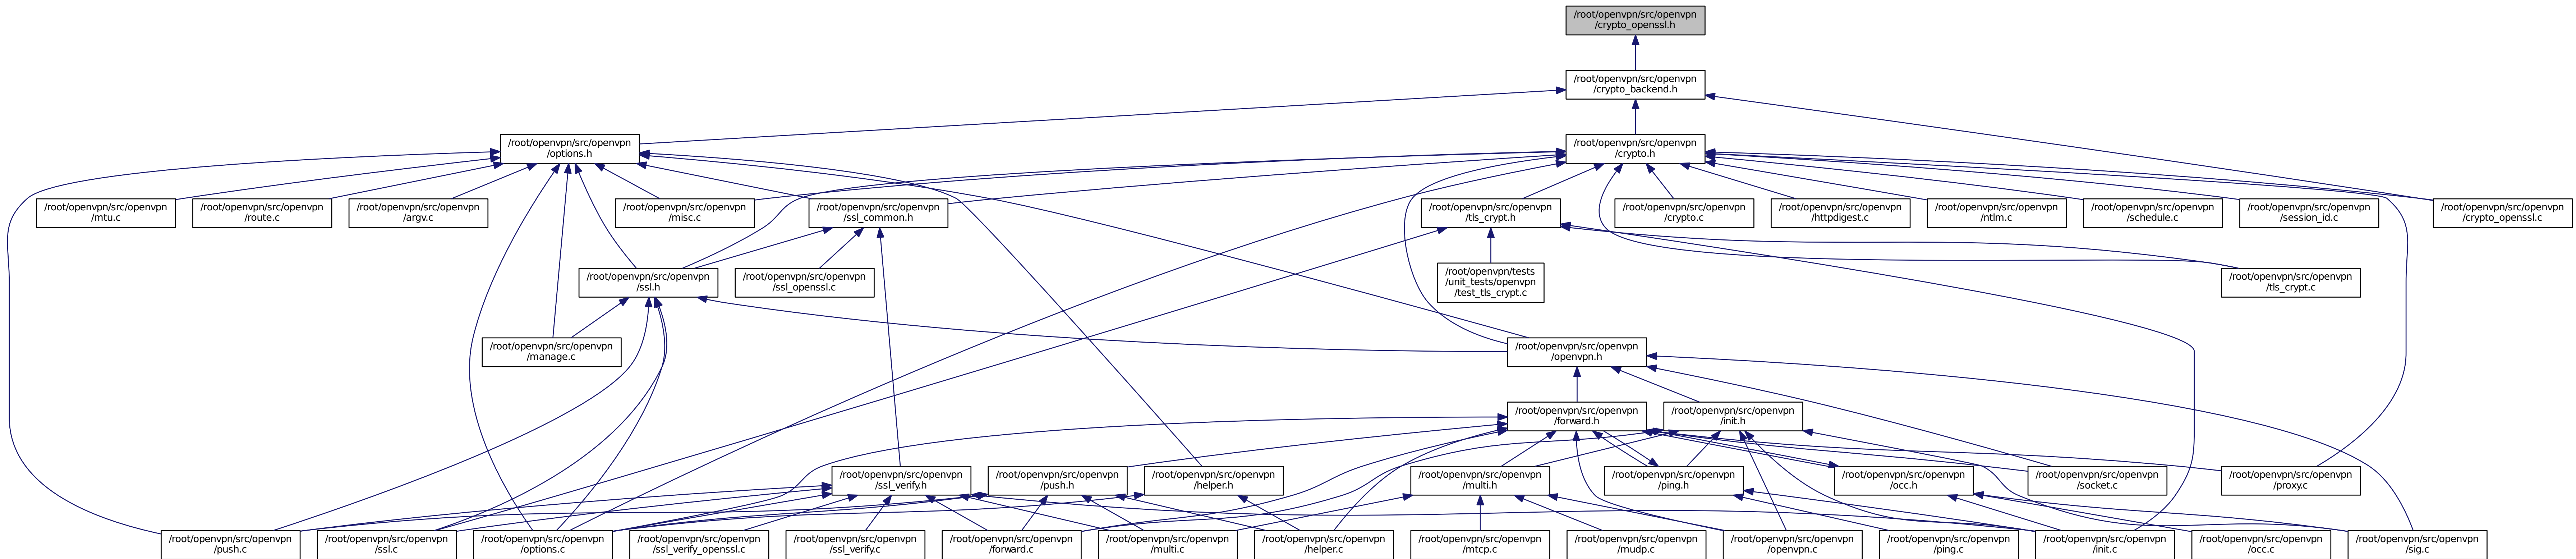 /root/openvpn/src/openvpn
/crypto_openssl.h
/root/openvpn/src/openvpn
/crypto_backend.h
/root/openvpn/src/openvpn
/options.h
/root/openvpn/src/openvpn
/crypto.h
/root/openvpn/src/openvpn
/mtu.c
/root/openvpn/src/openvpn
/route.c
/root/openvpn/src/openvpn
/argv.c
/root/openvpn/src/openvpn
/misc.c
/root/openvpn/src/openvpn
/ssl_common.h
/root/openvpn/src/openvpn
/tls_crypt.h
/root/openvpn/src/openvpn
/crypto.c
/root/openvpn/src/openvpn
/httpdigest.c
/root/openvpn/src/openvpn
/ntlm.c
/root/openvpn/src/openvpn
/schedule.c
/root/openvpn/src/openvpn
/session_id.c
/root/openvpn/src/openvpn
/crypto_openssl.c
/root/openvpn/src/openvpn
/ssl.h
/root/openvpn/src/openvpn
/ssl_openssl.c
/root/openvpn/tests
/unit_tests/openvpn
/test_tls_crypt.c
/root/openvpn/src/openvpn
/tls_crypt.c
/root/openvpn/src/openvpn
/manage.c
/root/openvpn/src/openvpn
/openvpn.h
/root/openvpn/src/openvpn
/forward.h
/root/openvpn/src/openvpn
/init.h
/root/openvpn/src/openvpn
/ssl_verify.h
/root/openvpn/src/openvpn
/push.h
/root/openvpn/src/openvpn
/helper.h
/root/openvpn/src/openvpn
/multi.h
/root/openvpn/src/openvpn
/ping.h
/root/openvpn/src/openvpn
/occ.h
/root/openvpn/src/openvpn
/socket.c
/root/openvpn/src/openvpn
/proxy.c
/root/openvpn/src/openvpn
/push.c
/root/openvpn/src/openvpn
/ssl.c
/root/openvpn/src/openvpn
/options.c
/root/openvpn/src/openvpn
/ssl_verify_openssl.c
/root/openvpn/src/openvpn
/ssl_verify.c
/root/openvpn/src/openvpn
/forward.c
/root/openvpn/src/openvpn
/multi.c
/root/openvpn/src/openvpn
/helper.c
/root/openvpn/src/openvpn
/mtcp.c
/root/openvpn/src/openvpn
/mudp.c
/root/openvpn/src/openvpn
/openvpn.c
/root/openvpn/src/openvpn
/ping.c
/root/openvpn/src/openvpn
/init.c
/root/openvpn/src/openvpn
/occ.c
/root/openvpn/src/openvpn
/sig.c